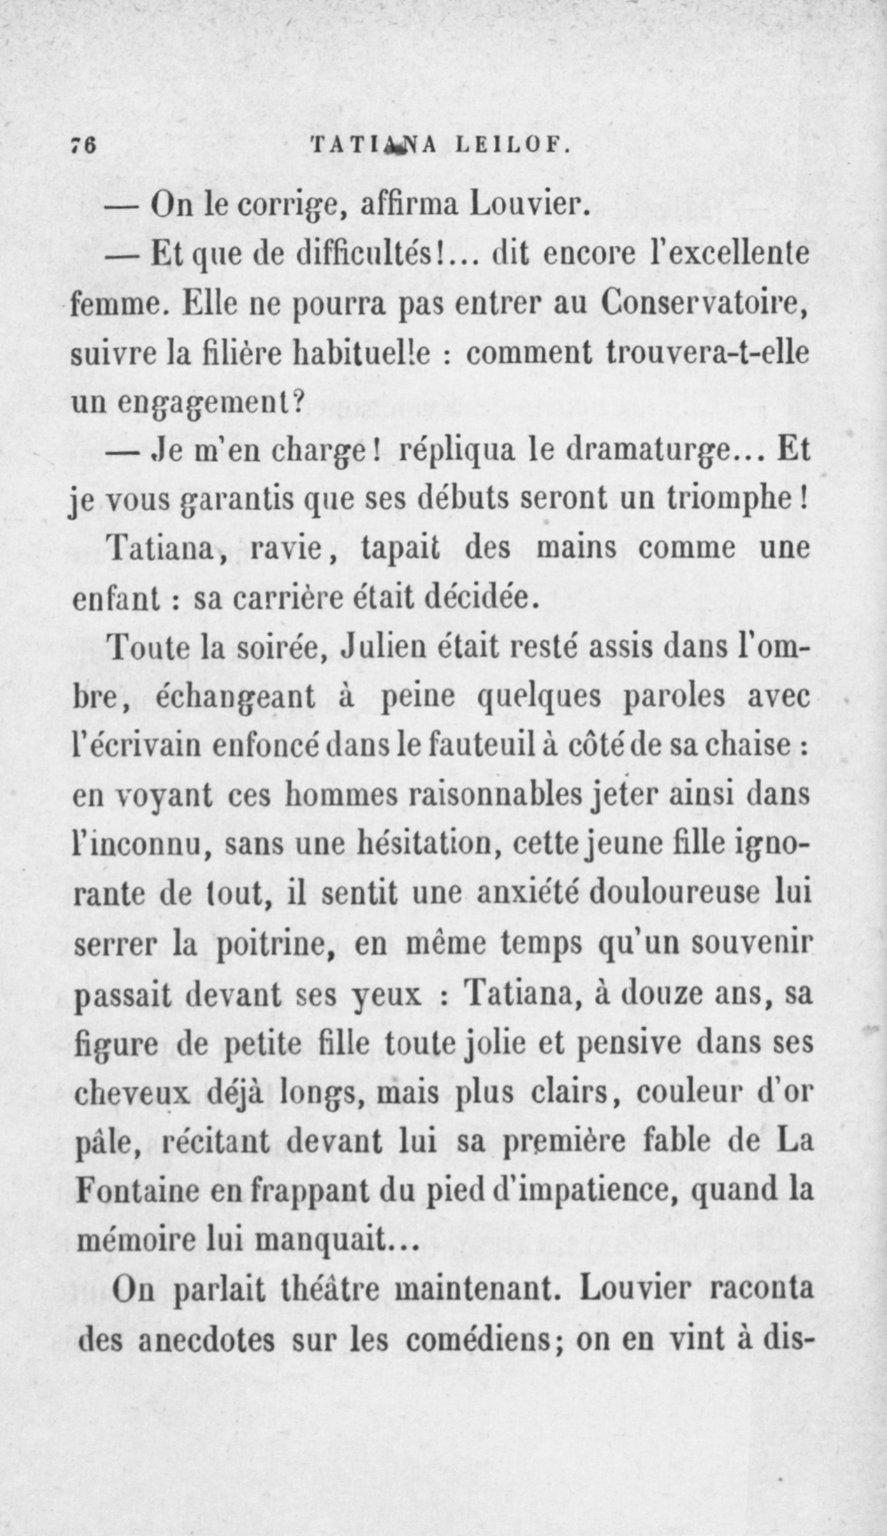 76 TATIANA LEILOF.
— On le corrige, affirma Louvier.
— Et que de difficultés!... dit encore l'excellente
femme. Elle ne pourra pas entrer au Conservatoire,
suivre la filière habituelle : comment trouvera-t-elle
un engagement?
— Je m'en charge! répliqua le dramaturge... Et
je vous garantis que ses débuts seront un triomphe!
Tatiana, ravie, tapait des mains comme une
enfant : sa carrière était décidée.
Toute la soirée, Julien était resté assis dans l'om-
bre, échangeant à peine quelques paroles avec
l'écrivain enfoncé dans le fauteuil à côté de sa chaise :
en voyant ces hommes raisonnables jeter ainsi dans
l'inconnu, sans une hésitation, cette jeune fille igno-
rante de tout, il sentit une anxiété douloureuse lui
serrer la poitrine, en même temps qu'un souvenir
passait devant ses yeux : Tatiana, à douze ans, sa
figure de petite fille toute jolie et pensive dans ses
cheveux déjà longs, mais plus clairs, couleur d'or
pâle, récitant devant lui sa première fable de La
Fontaine en frappant du pied d'impatience, quand la
mémoire lui manquait...
On parlait théâtre maintenant. Louvier raconta
des anecdotes sur les comédiens; on en vint à dis-